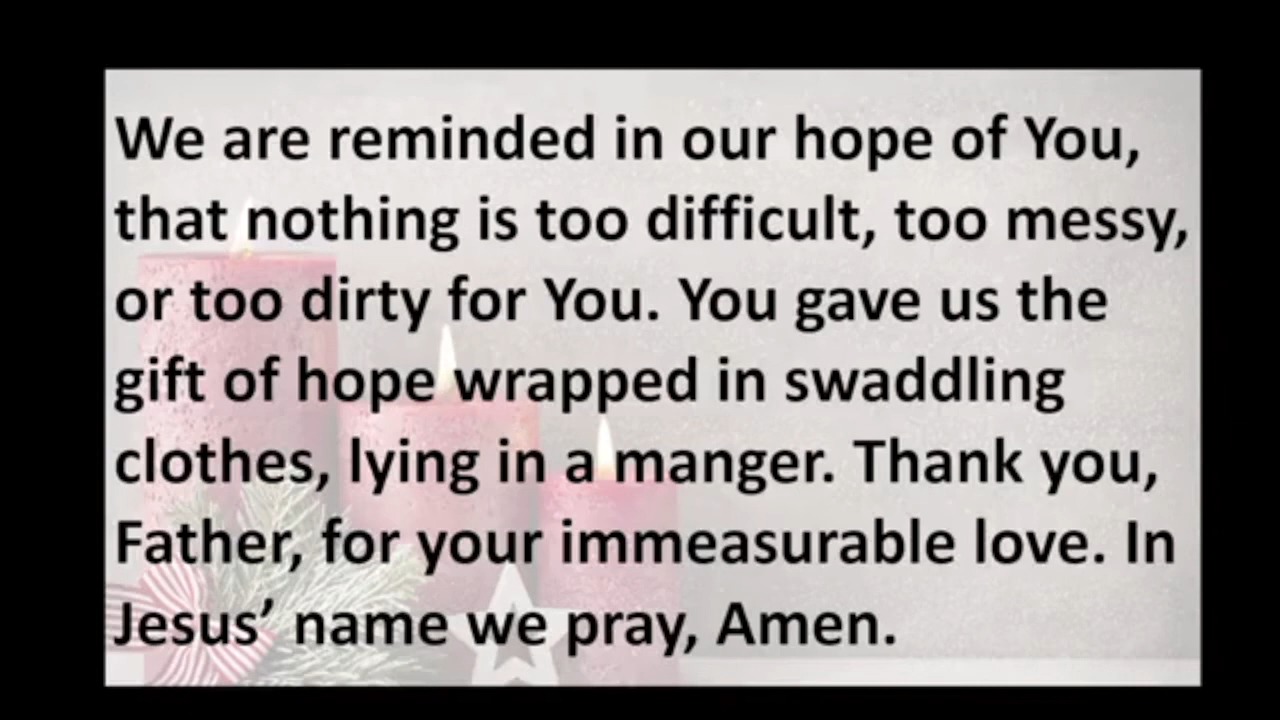 We are reminded in our hope of You,
that nothing is too difficult, too messy,
or too dirty for You. You gave us the
gift of hope wrapped in swaddling
clothes, lying in a manger. Thank you,
Father, for your immeasurable love. In
Jesus’ name we pray, Amen.